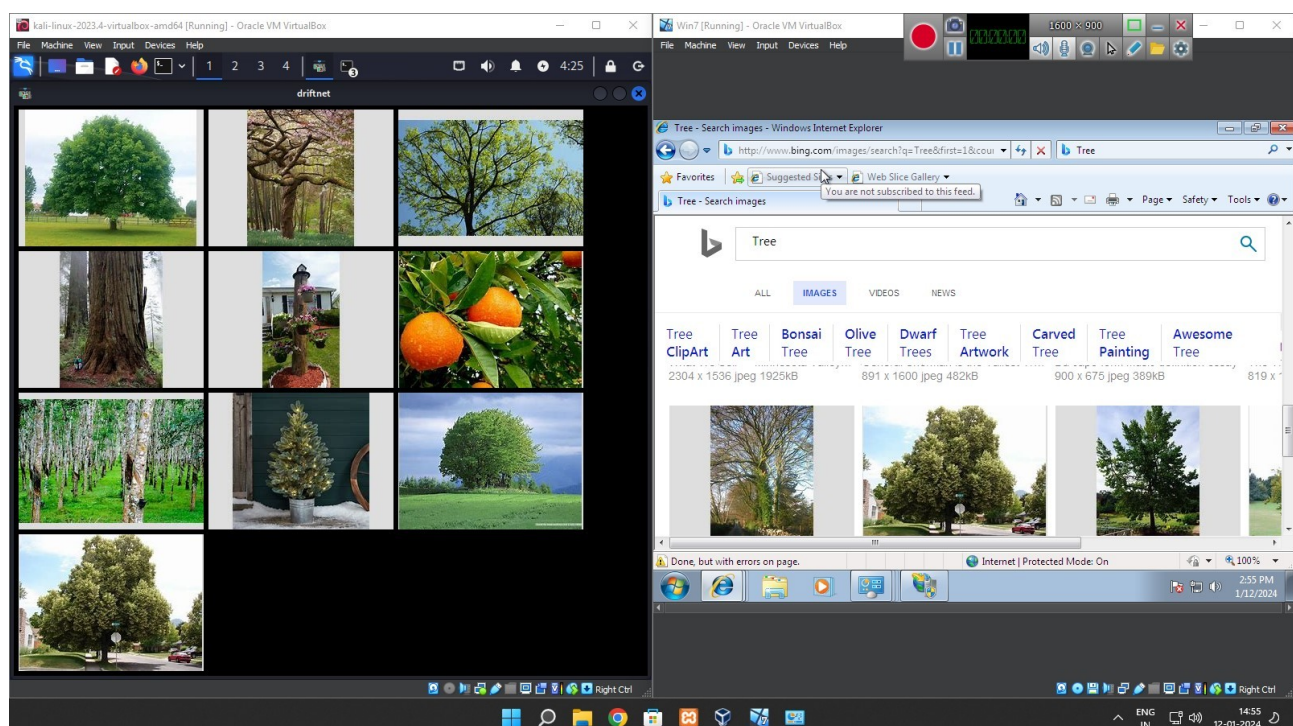 kali-linux-2023.4-virtualbox-amd64 [Running] - Oracle VM VirtualBox
File Machine View Input Devices Help
1 2 3 4 3 4:25
driftnet
Right Ctrl
Win7 [Running] - Oracle VM VirtualBox
1600 × 900
File Machine View Input Devices Help
Tree - Search images - Windows Internet Explorer
http://www.bing.com/images/search?q=Tree&first=1&cou Tree
Favorites Suggested Web Slice Gallery
You are not subscribed to this feed.
Tree - Search images Page Safety Tools
Tree
ALL IMAGES VIDEOS NEWS
Tree ClipArt
Tree Art
Bonsai Tree
Olive Tree
Dwarf Trees
Tree Artwork
Carved Tree
Tree Painting
Awesome Tree
2304 x 1536 jpeg 1925kB
891 x 1600 jpeg 482kB
900 x 675 jpeg 389kB
819 x
Done, but with errors on page. Internet | Protected Mode: On 100%
2:55 PM
1/12/2024
Right Ctrl
ENG
IN
14:55
12-01-2024